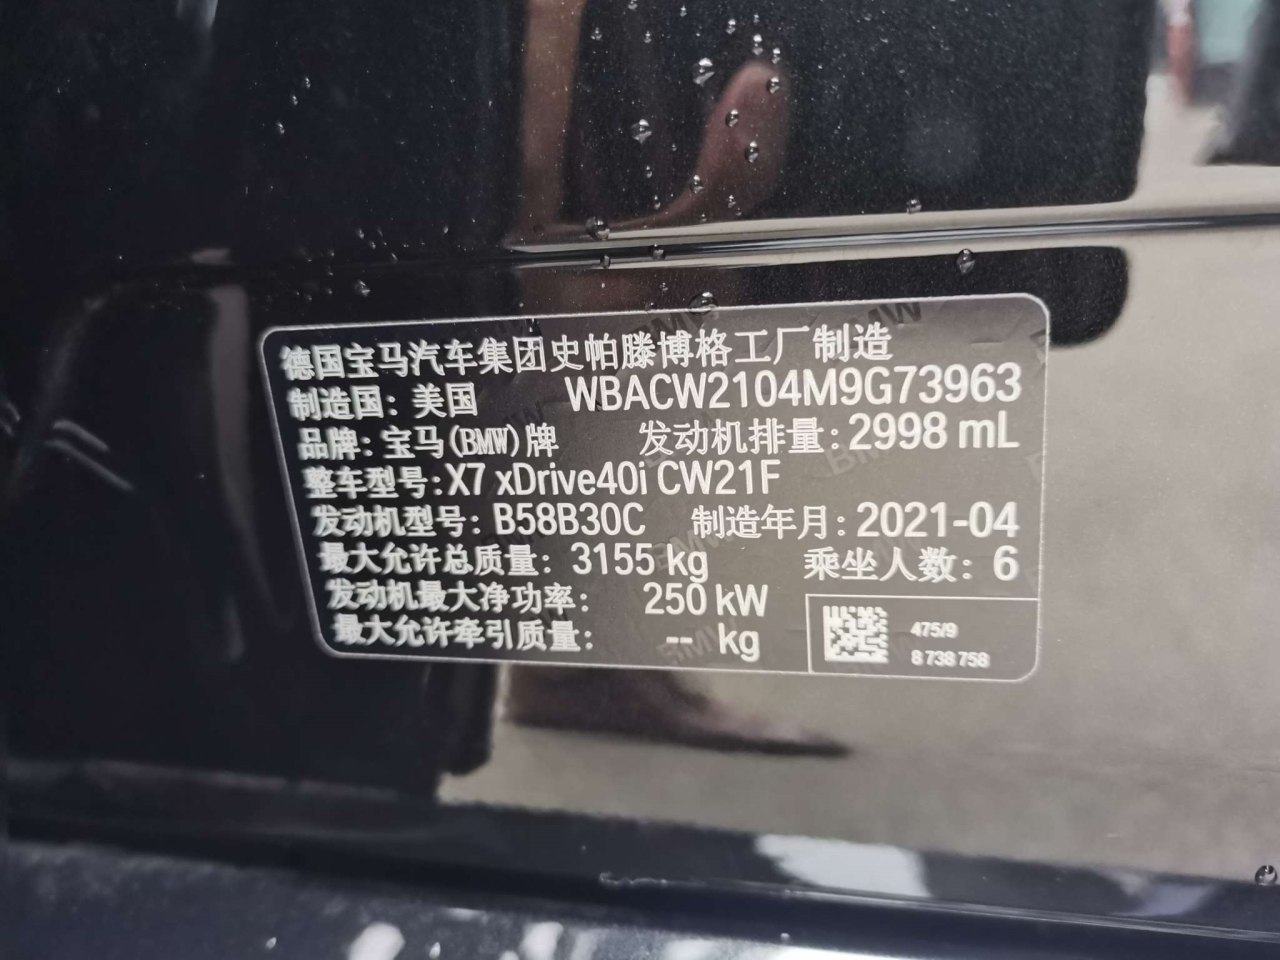 德国宝马汽车集团史帕滕博格工厂制造
制造国：美国 WBACW2104M9G73963
品牌：宝马(BMW)牌 发动机排量：2998 mL
整车型号：X7 xDrive40i CW21F
发动机型号：B58B30C 制造年月：2021-04
最大允许总质量：3155 kg 乘坐人数：6
发动机最大净功率： 250 kW
最大允许牵引质量： -- kg
475/9
8 738 758